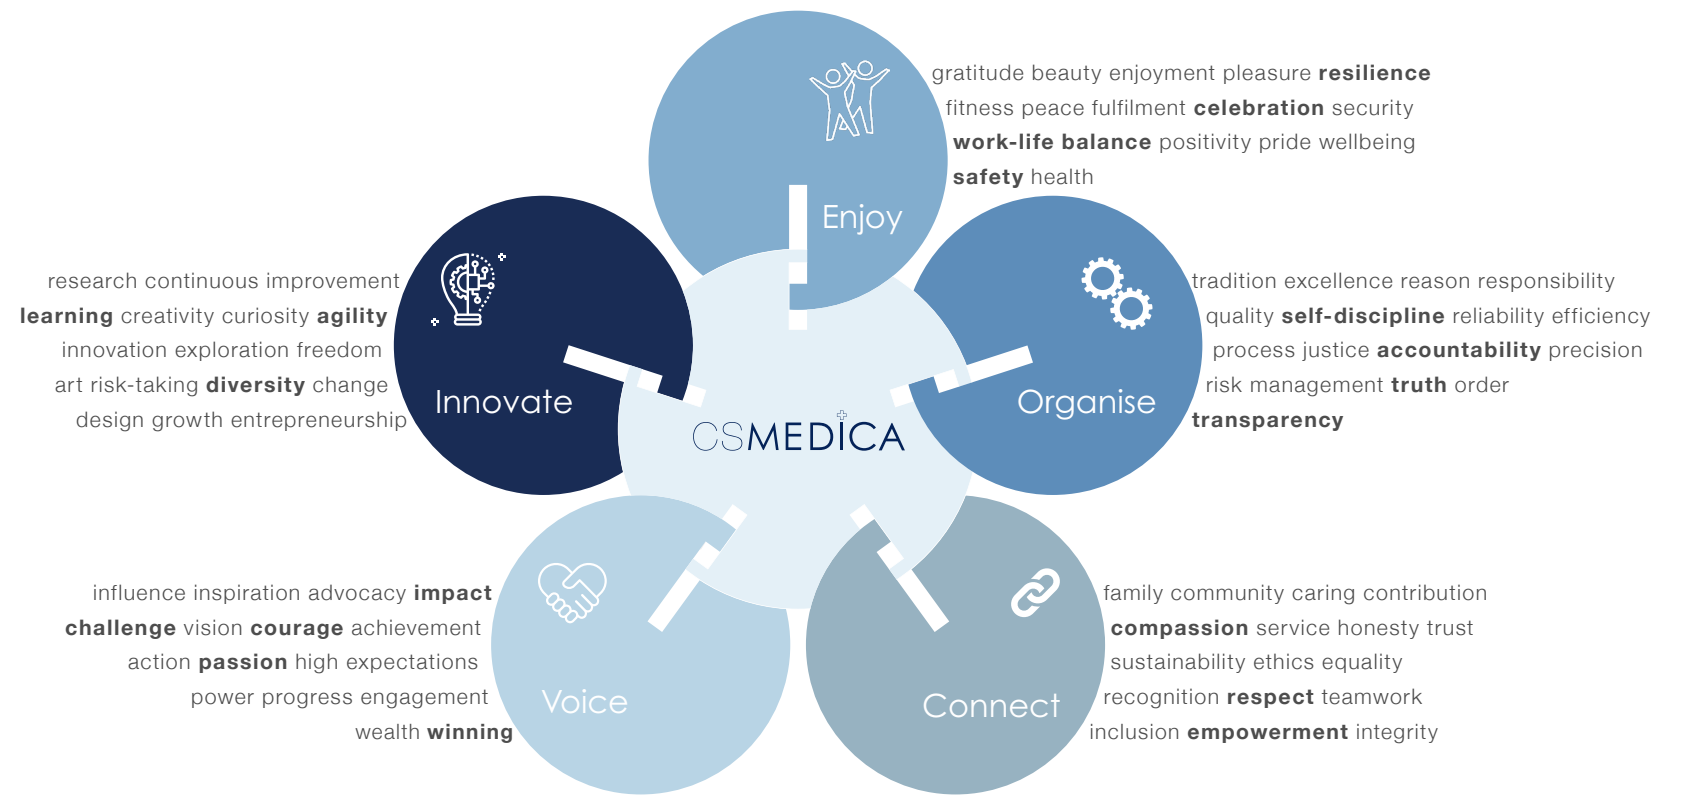 gratitude beauty enjoyment pleasure resilience
fitness peace fulfilment celebration security
work-life balance positivity pride wellbeing
safety health
Enjoy
research continuous improvement
learning creativity curiosity agility
innovation exploration freedom
art risk-taking diversity change
design growth entrepreneurship
Innovate
tradition excellence reason responsibility
quality self-discipline reliability efficiency
process justice accountability precision
risk management truth order
transparency
Organise
CSMEDICA
influence inspiration advocacy impact
challenge vision courage achievement
action passion high expectations
power progress engagement
wealth winning
Voice
family community caring contribution
compassion service honesty trust
sustainability ethics equality
recognition respect teamwork
inclusion empowerment integrity
Connect